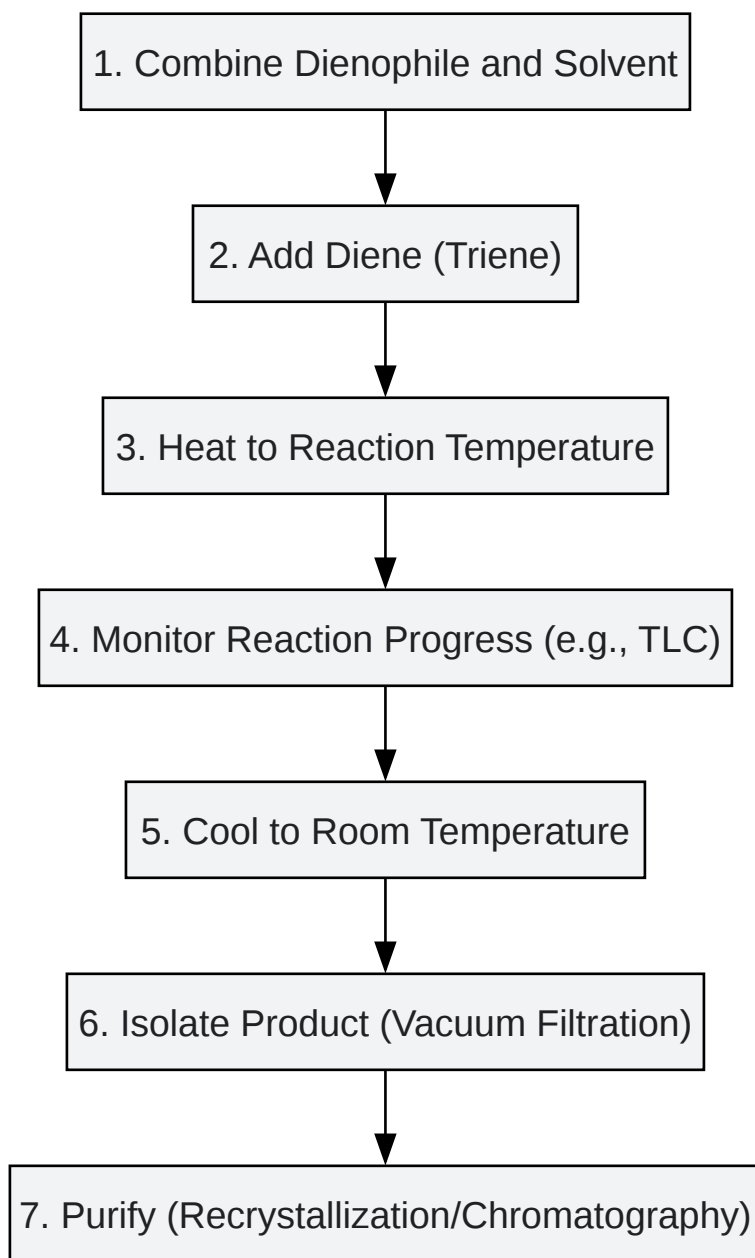 1. Combine Dienophile and Solvent
2. Add Diene (Triene)
3. Heat to Reaction Temperature
4. Monitor Reaction Progress (e.g., TLC)
5. Cool to Room Temperature
6. Isolate Product (Vacuum Filtration)
7. Purify (Recrystallization/Chromatography)